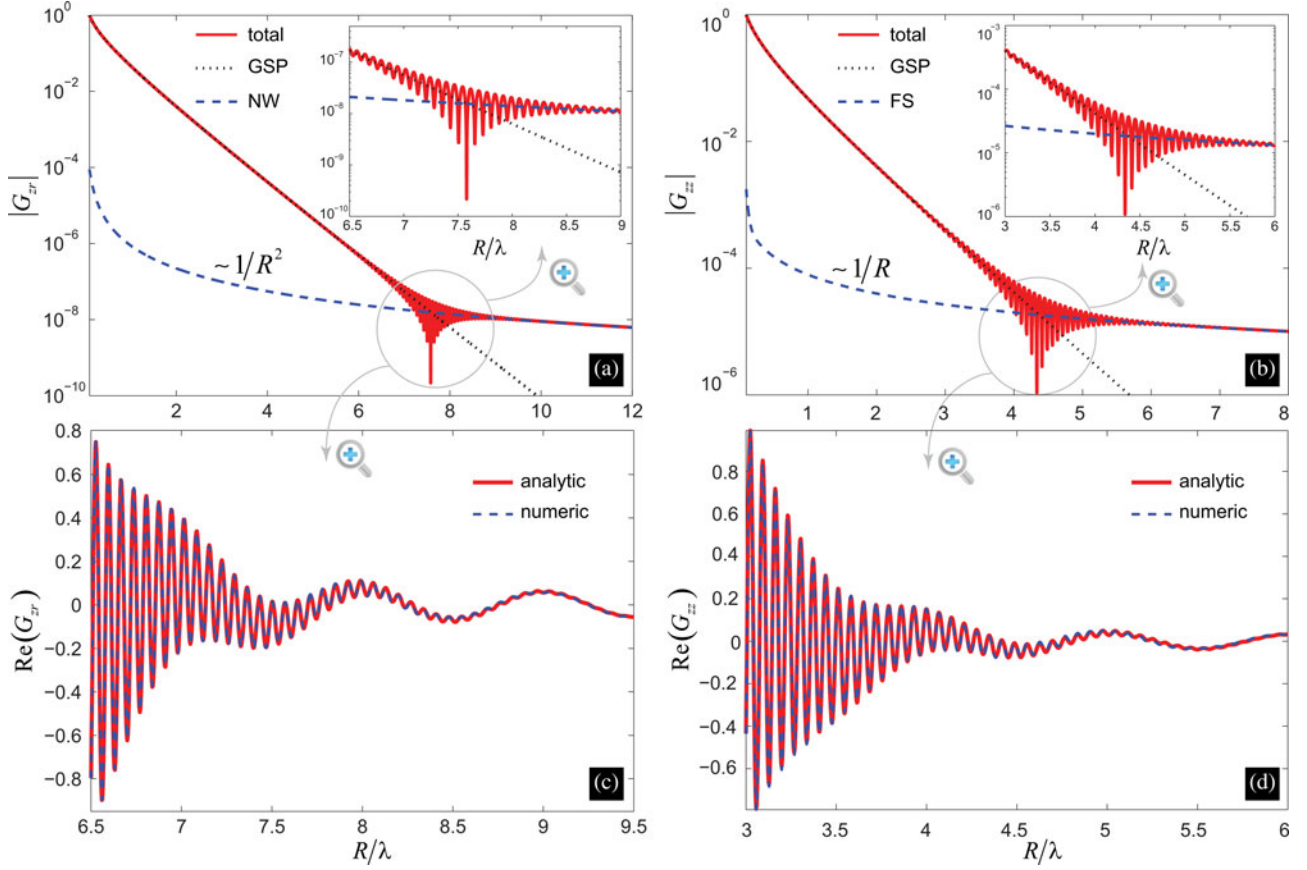 |G_zr|
10^0
10^−2
10^−4
10^−6
10^−8
10^−10
total
GSP
NW
~1/R^2
10^−7
10^−8
10^−9
10^−10
6.5 7 7.5 8 8.5 9
R/λ
(a)
2 4 6 8 10 12
|G_zz|
10^0
10^−2
10^−4
10^−6
total
GSP
FS
~1/R
10^−3
10^−4
10^−5
10^−6
3 3.5 4 4.5 5 5.5 6
R/λ
(b)
1 2 3 4 5 6 7 8
Re(G_zr)
0.8
0.6
0.4
0.2
0
−0.2
−0.4
−0.6
−0.8
analytic
numeric
(c)
6.5 7 7.5 8 8.5 9 9.5
R/λ
Re(G_zz)
0.8
0.6
0.4
0.2
0
−0.2
−0.4
−0.6
analytic
numeric
(d)
3 3.5 4 4.5 5 5.5 6
R/λ